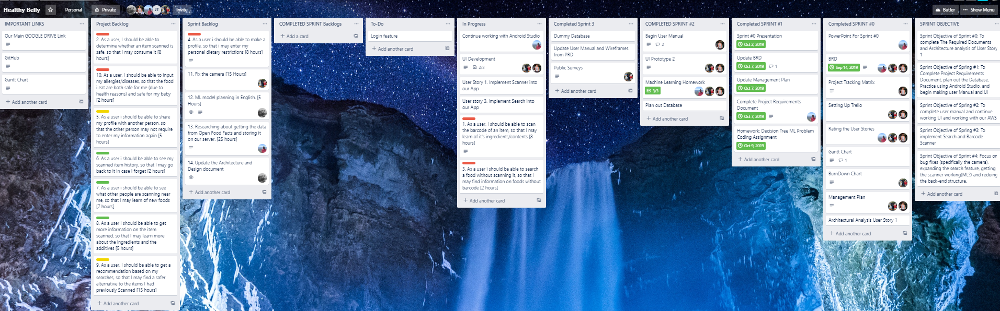 Healthy Belly
Personal
Private
JT
Invite
Butler
Show Menu
IMPORTANT LINKS
Our Main GOOGLE DRIVE Link
GitHub
Gantt Chart
+ Add another card
Project Backlog
2. As a user, I should be able to
determine whether an item scanned is
safe, so that I may consume it [8
hours]
10. As a user, I should be able to input
my allergies/diseases, so that the food
i eat are both safe for me (due to
health reasons) and safe for my baby
[2 hours]
5. As a user i should be able to share
my profile with another person, so
that the other person may not require
to enter my information again [5
hours]
6. As a user i should be able to see my
scanned item history, so that I may go
back to it in case i forget [2 hours]
7. As a user i should be able to see
what other people are scanning near
me, so that I may learn of new foods
[7 hours]
8. As a user I should be able to get
more information on the item
scanned, so that I may learn more
about the ingredients and the
additives [5 hours]
9. As a user, I should be able to get a
recommendation based on my
searches, so that I may find a safer
alternative to the items I had
previously Scanned [15 hours]
+ Add another card
Sprint Backlog
4. As a user i should be able to make a
profile, so that i may enter my
personal dietary restrictions [8 hours]
11. Fix the camera [15 Hours]
12. ML model planning in English. [5
Hours]
13. Researching about getting the data
from Open Food Facts and storing it
on our server. [25 hours]
14. Update the Architecture and
Design document
+ Add another card
COMPLETED SPRINT Backlogs
+ Add a card
To-Do
Login feature
+ Add another card
In Progress
Continue working with Android Studio
UI Development
2/3
User Story 1. Implement Scanner into
our App
User story 3. Implement Search into
our App
1. As a user, I should be able to scan
the barcode of an item, so that I may
learn of it's ingredients/contents [8
hours]
3. As a user i should be able to search
a food without scanning it, so that i
may find information on foods without
barcode [2 hours]
+ Add another card
Completed Sprint 3
Dummy Database
Update User Manual and Wireframes
from PRD
Public Surveys
+ Add another card
COMPLETED SPRINT #2
Begin User Manual
2
UI Prototype 2
Machine Learning Homework
3/3
Plan out Database
+ Add another card
Completed SPRINT #1
Sprint #0 Presentation
Oct 2, 2019
Update BRD
Oct 7, 2019 1
Update Management Plan
Oct 7, 2019
Complete Project Requirements
Document
Oct 7, 2019
Homework: Decision Tree ML Problem
Coding Assignment
Oct 9, 2019
+ Add another card
Completed SPRINT #0
PowerPoint For Sprint #0
BRD
Sep 14, 2019
Project Tracking Matrix
Setting Up Trello
Rating the User Stories
Gantt Chart
1
BurnDown Chart
Management Plan
Architectural Analysis User Story 1
+ Add another card
SPRINT OBJECTIVE
Sprint Objective of Sprint #0: To
complete The Required Documents
and Architecture analysis of User Story
1
Sprint Objective of Spring #1: To
Complete Project Requirements
Document, plan out the Database,
Practice using Android Studio, and
begin making user Manual and UI
Sprint Objective of Spring #2: To
complete user manual and continue
working UI and working with our AWS
Sprint Objective of Spring #3: To
implement Search and Barcode
Scanner
Sprint Objective of Sprint #4: Focus on
bug fixes (specifically the camera),
expanding the search feature, getting
the scanner working(ML?) and redoing
the back-end structure.
+ Add another card